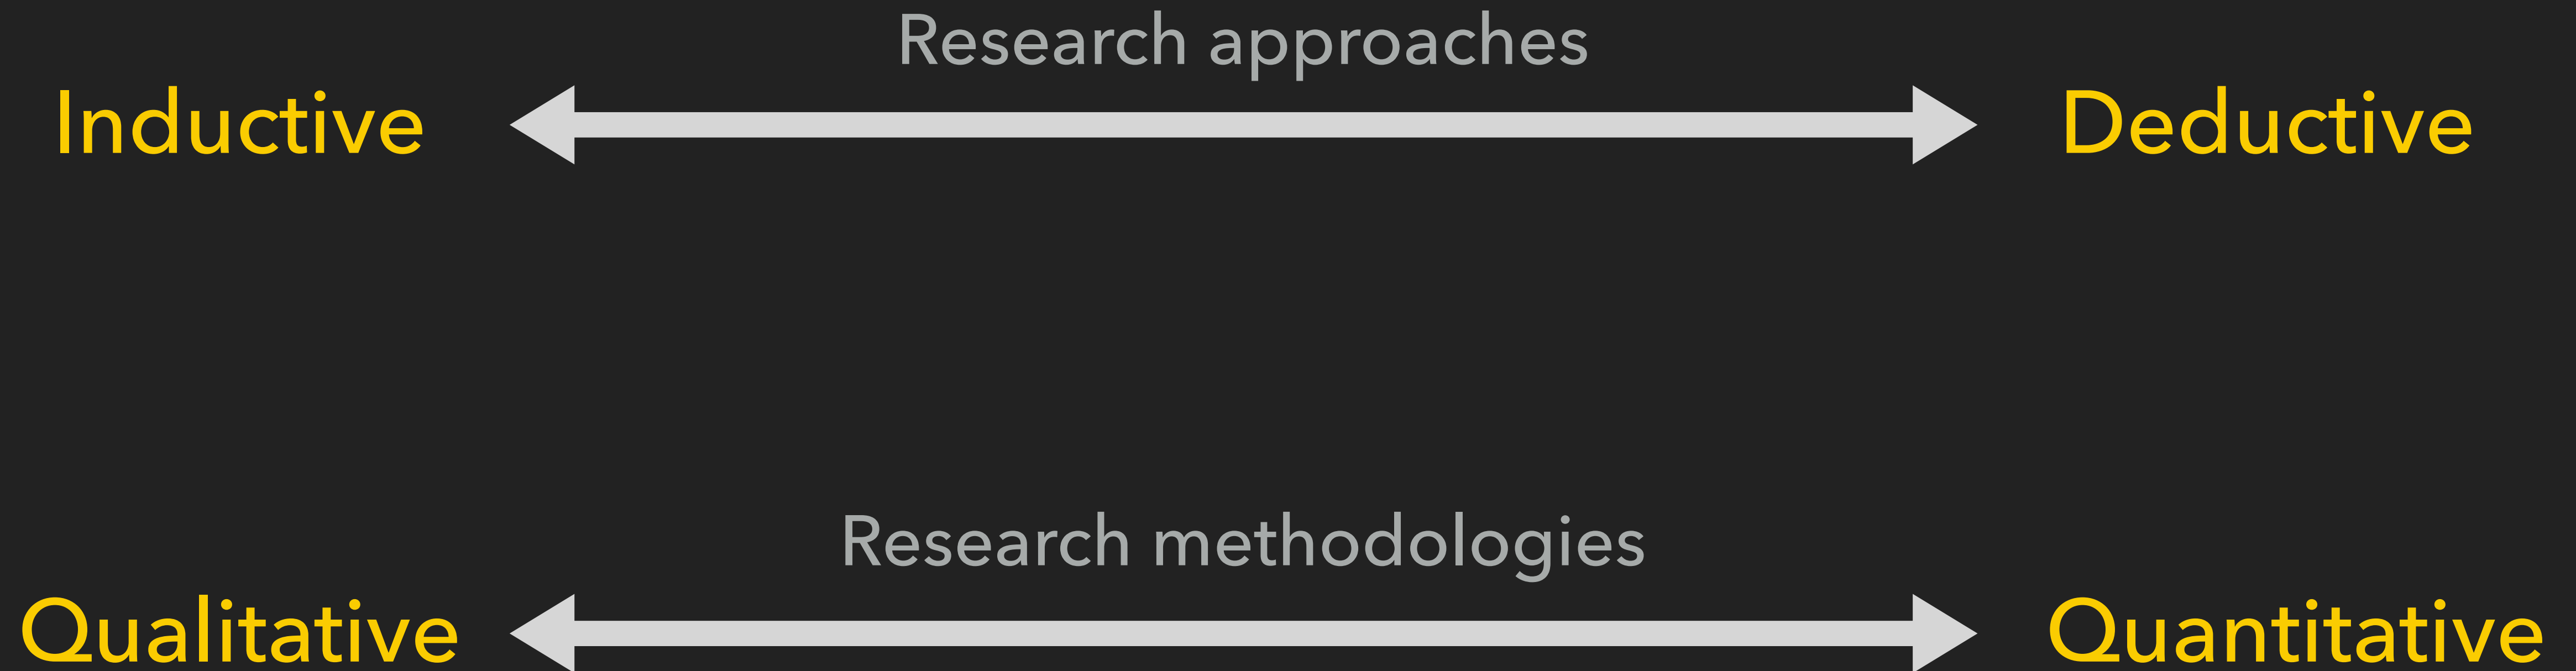 Research approaches
Inductive Deductive
Research methodologies
Qualitative Quantitative